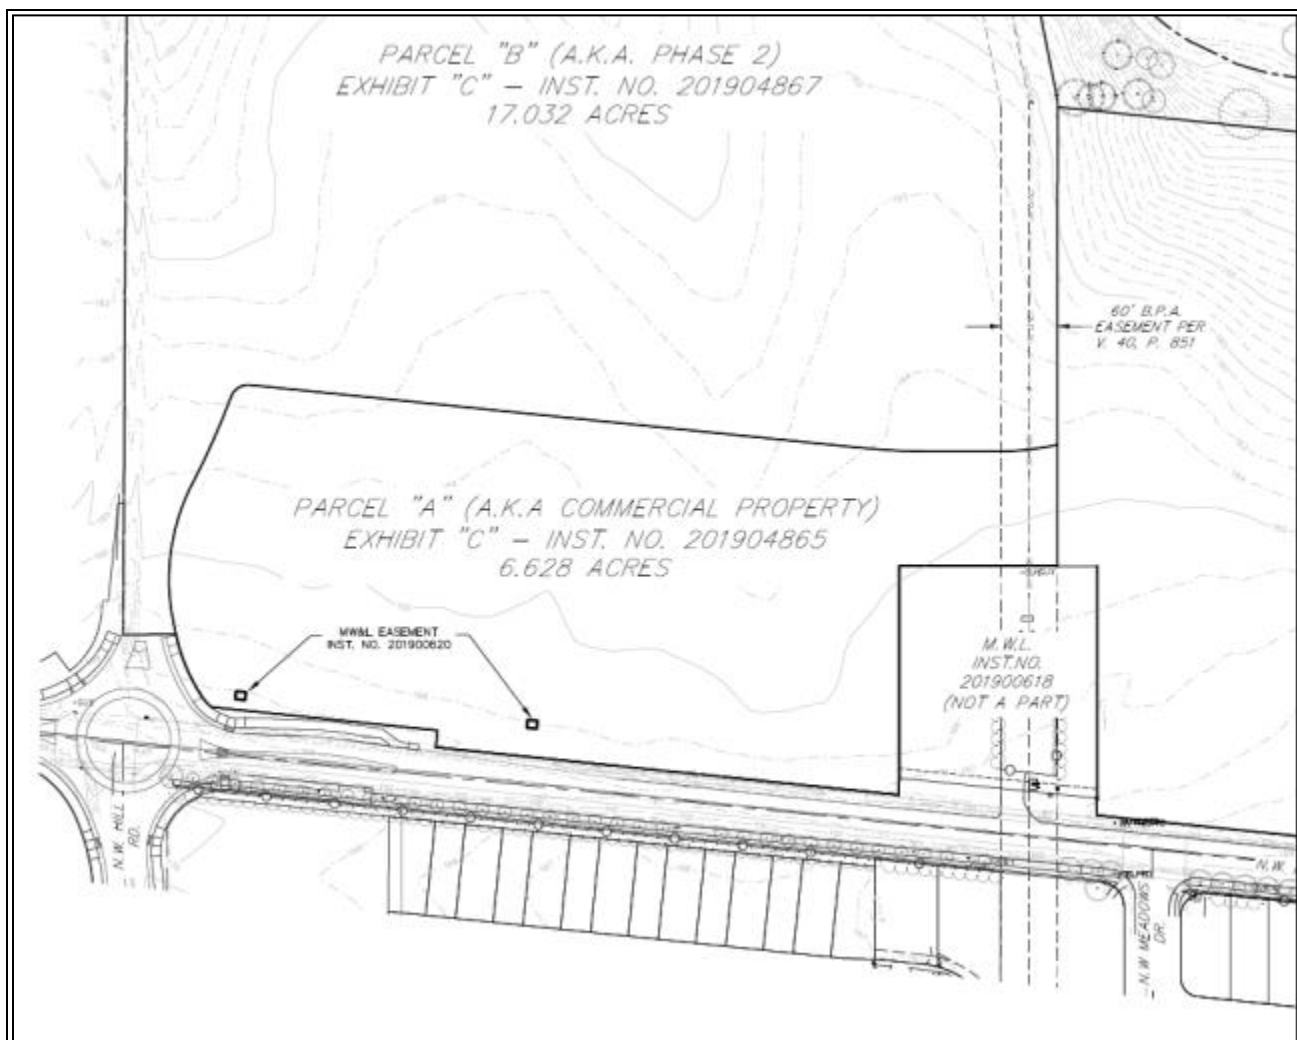 PARCEL "B" (A.K.A. PHASE 2)
EXHIBIT "C" – INST. NO. 201904867
17.032 ACRES
60' B.P.A.
EASEMENT PER
V. 40, P. 851
PARCEL "A" (A.K.A COMMERCIAL PROPERTY)
EXHIBIT "C" – INST. NO. 201904865
6.628 ACRES
MW&L EASEMENT
INST. NO. 201900620
M.W.L.
INST.NO.
201900618
(NOT A PART)
N.W. HILL
RD.
N.W.
N.W MEADOWS
DR.